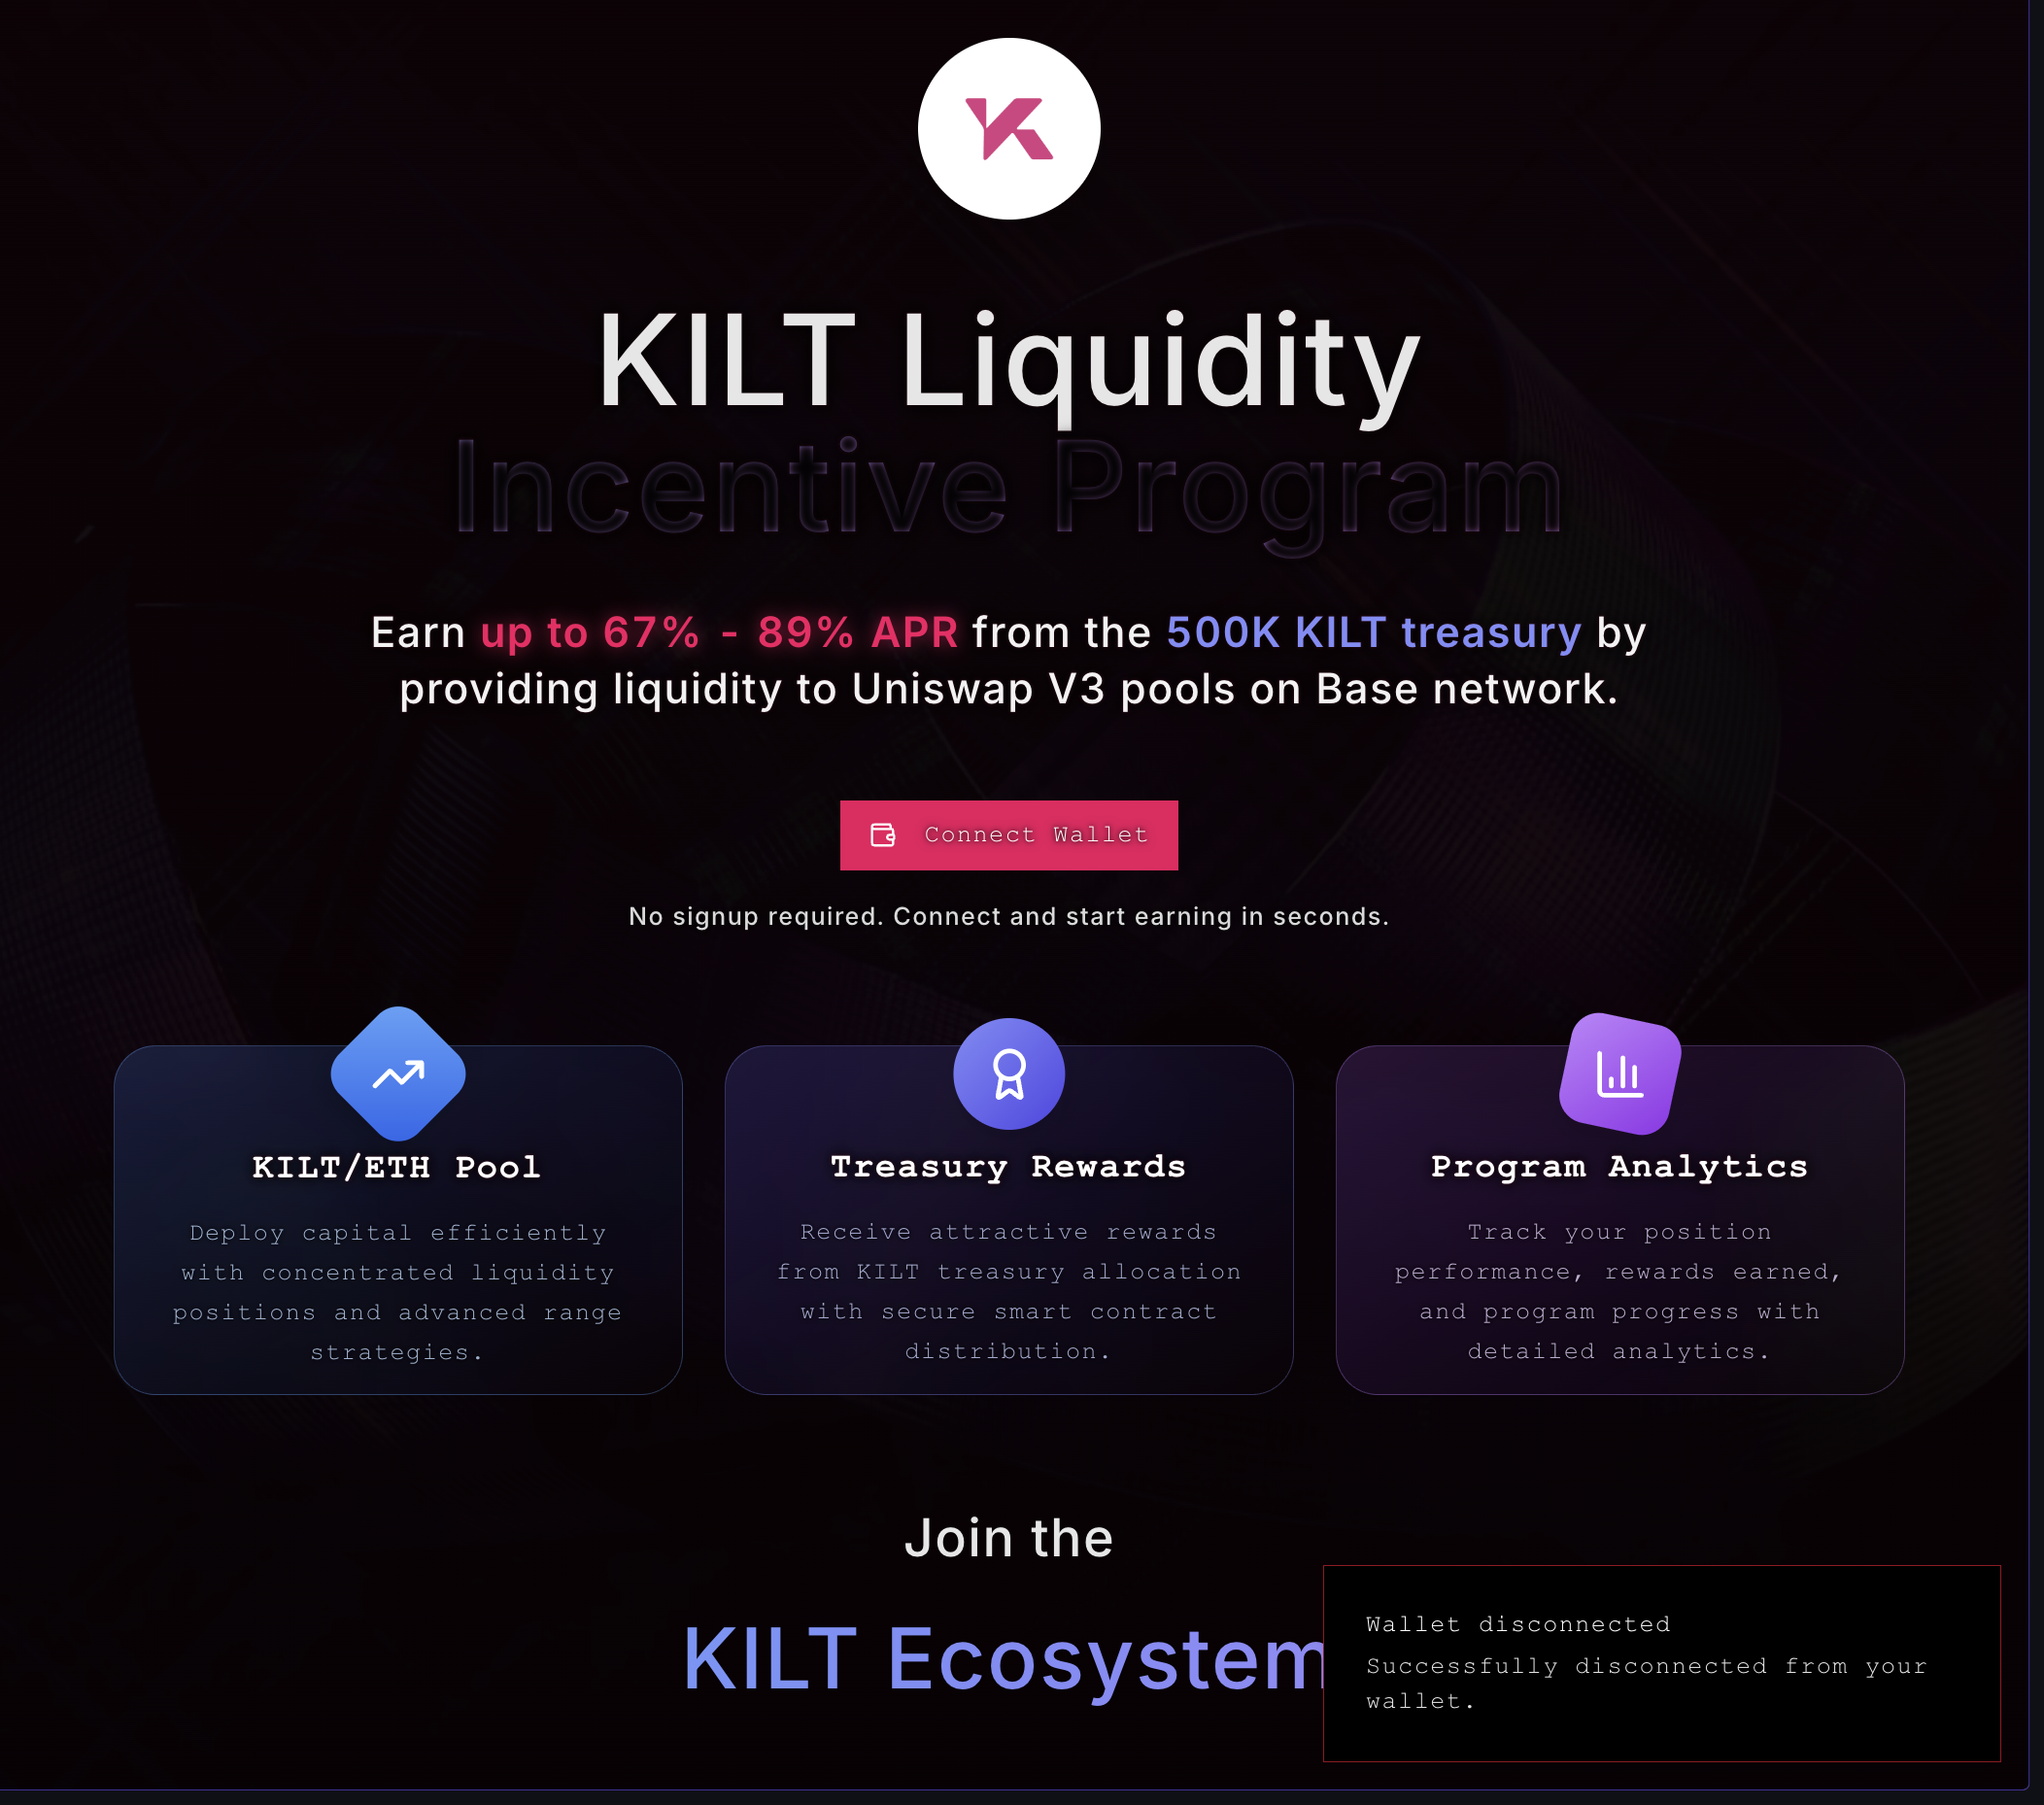 KILT Liquidity
Incentive Program
Earn up to 67% - 89% APR from the 500K KILT treasury by
providing liquidity to Uniswap V3 pools on Base network.
Connect Wallet
No signup required. Connect and start earning in seconds.
KILT/ETH Pool
Deploy capital efficiently
with concentrated liquidity
positions and advanced range
strategies.
Treasury Rewards
Receive attractive rewards
from KILT treasury allocation
with secure smart contract
distribution.
Program Analytics
Track your position
performance, rewards earned,
and program progress with
detailed analytics.
Join the
KILT Ecosystem
Wallet disconnected
Successfully disconnected from your
wallet.